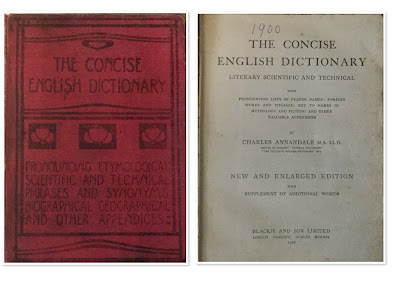 THE CONCISE
ENGLISH DICTIONARY
PRONOUNCING ETYMOLOGICAL
SCIENTIFIC AND TECHNICAL
PHRASES AND SYNONYMS
BIOGRAPHICAL GEOGRAPHICAL
AND OTHER APPENDICES
1900
THE CONCISE
ENGLISH DICTIONARY
LITERARY SCIENTIFIC AND TECHNICAL
WITH
PRONOUNCING LISTS OF PROPER NAMES; FOREIGN
WORDS AND PHRASES; KEY TO NAMES IN
MYTHOLOGY AND FICTION; AND OTHER
VALUABLE APPENDICES
BY
CHARLES ANNANDALE M.A. LL.D.
NEW AND ENLARGED EDITION
WITH
SUPPLEMENT OF ADDITIONAL WORDS
BLACKIE AND SON LIMITED
LONDON GLASGOW DUBLIN BOMBAY